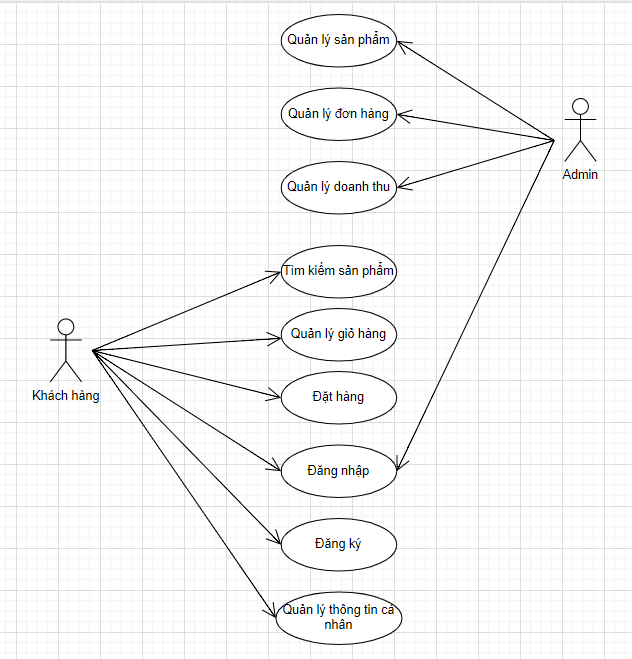 Quản lý sản phẩm
Quản lý đơn hàng
Admin
Quản lý doanh thu
Tìm kiếm sản phẩm
Quản lý giỏ hàng
Khách hàng
Đặt hàng
Đăng nhập
Đăng ký
Quản lý thông tin cá
nhân